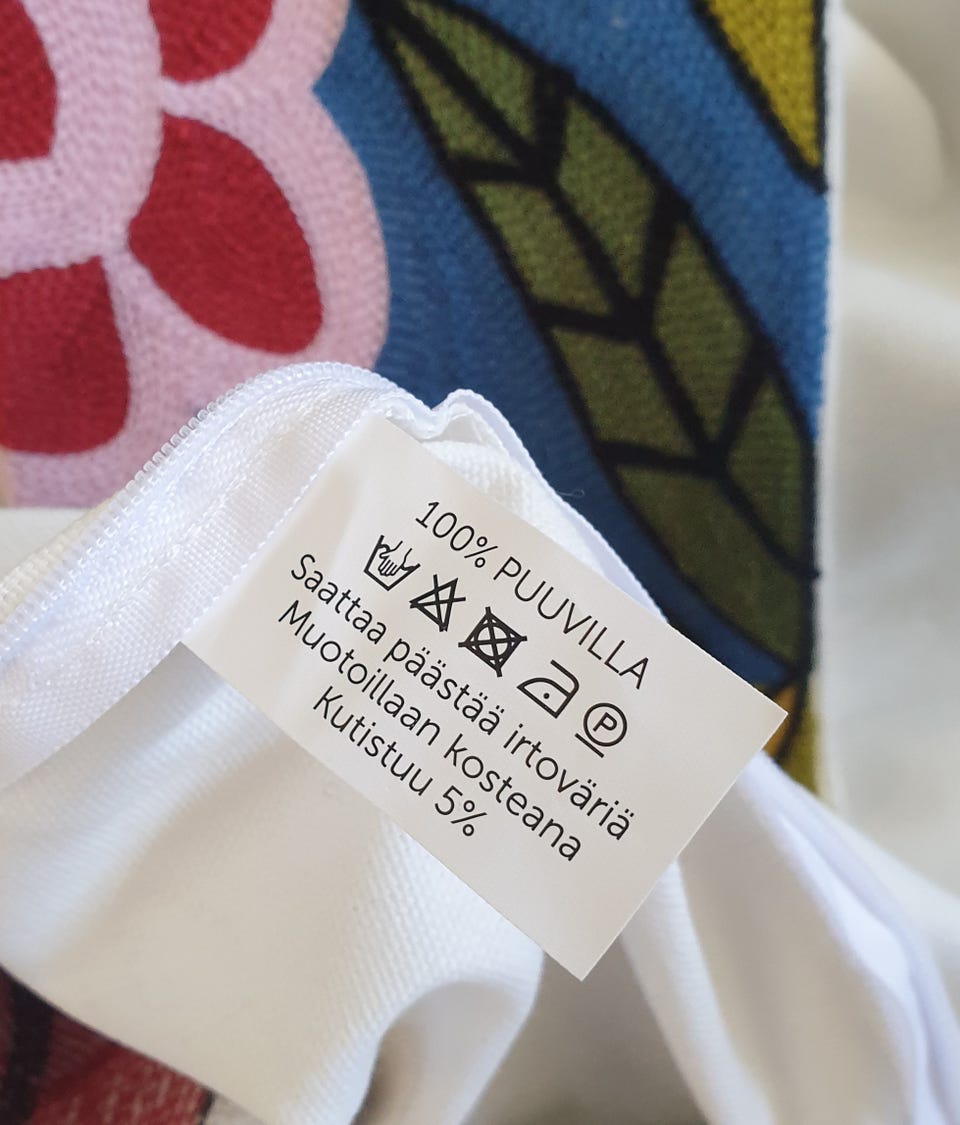 100% PUUVILLA
P
Saattaa päästää irtoväriä
Muotoillaan kosteana
Kutistuu 5%